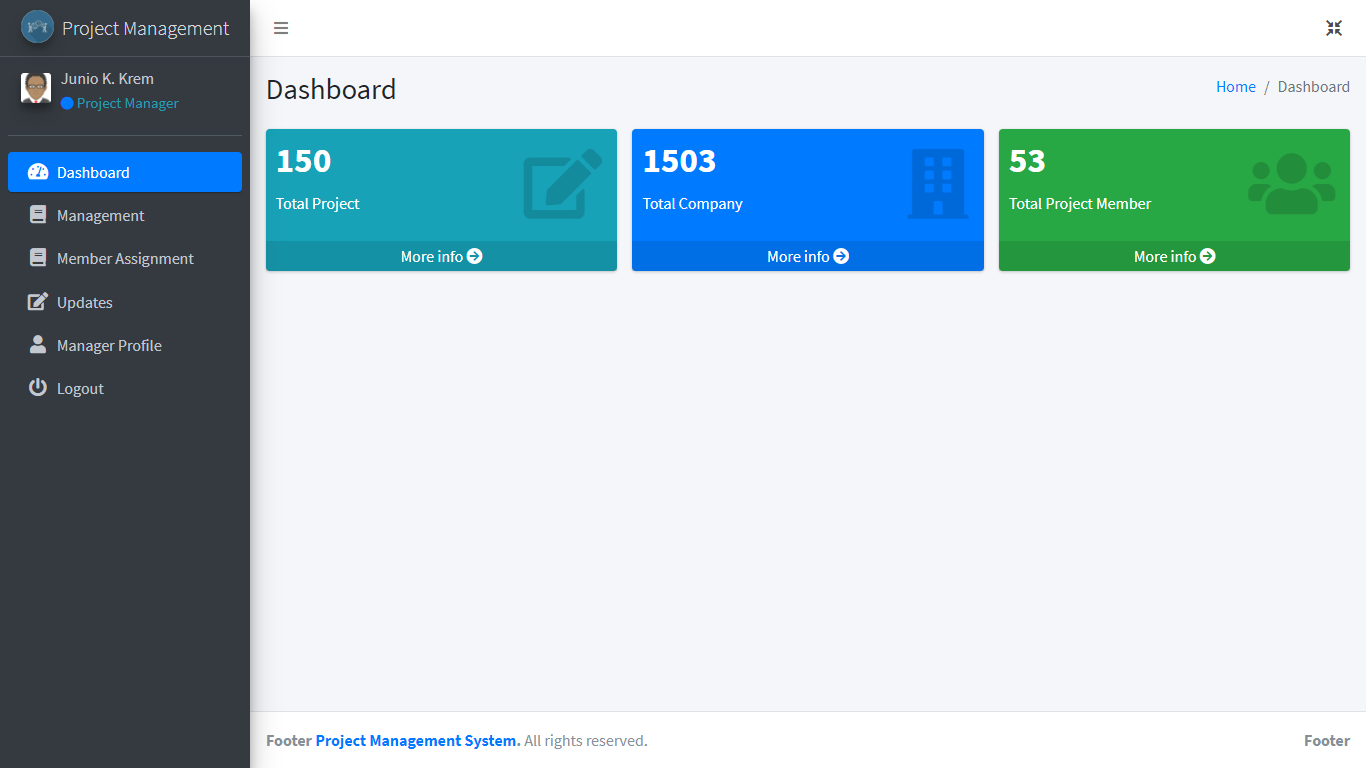 Project Management
Junio K. Krem
Project Manager
Dashboard
Management
Member Assignment
Updates
Manager Profile
Logout
Dashboard
Home / Dashboard
150
Total Project
More info
1503
Total Company
More info
53
Total Project Member
More info
Footer Project Management System. All rights reserved.
Footer